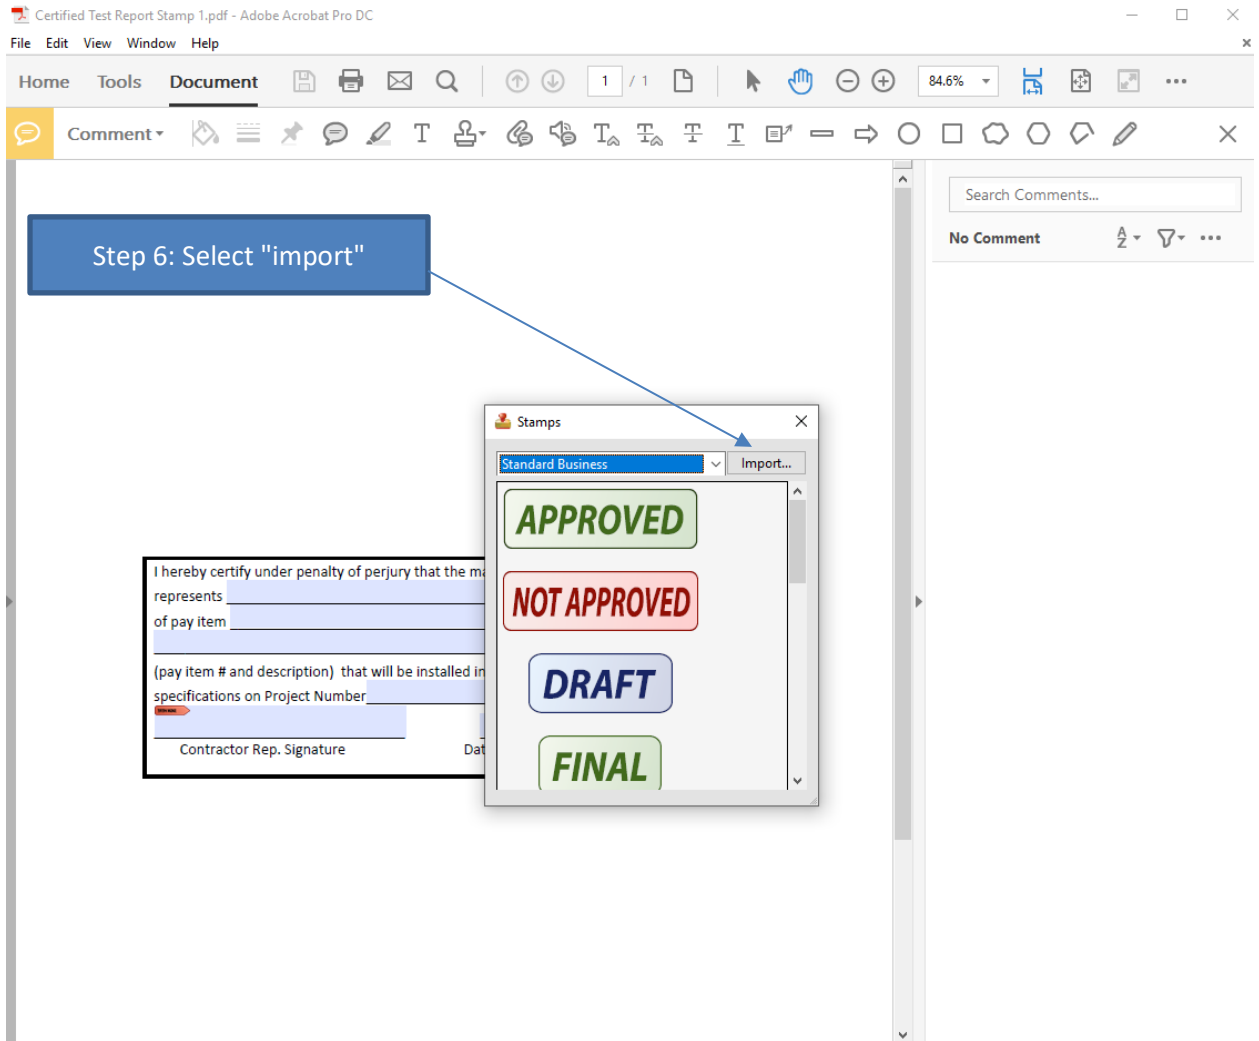 Certified Test Report Stamp 1.pdf - Adobe Acrobat Pro DC
File Edit View Window Help
Home Tools Document 1 / 1 84.6%
Comment
Search Comments...
No Comment
Step 6: Select "import"
Stamps
Standard Business Import...
APPROVED
NOT APPROVED
DRAFT
FINAL
I hereby certify under penalty of perjury that the ma
represents
of pay item
(pay item # and description) that will be installed in
specifications on Project Number
Contractor Rep. Signature Dat